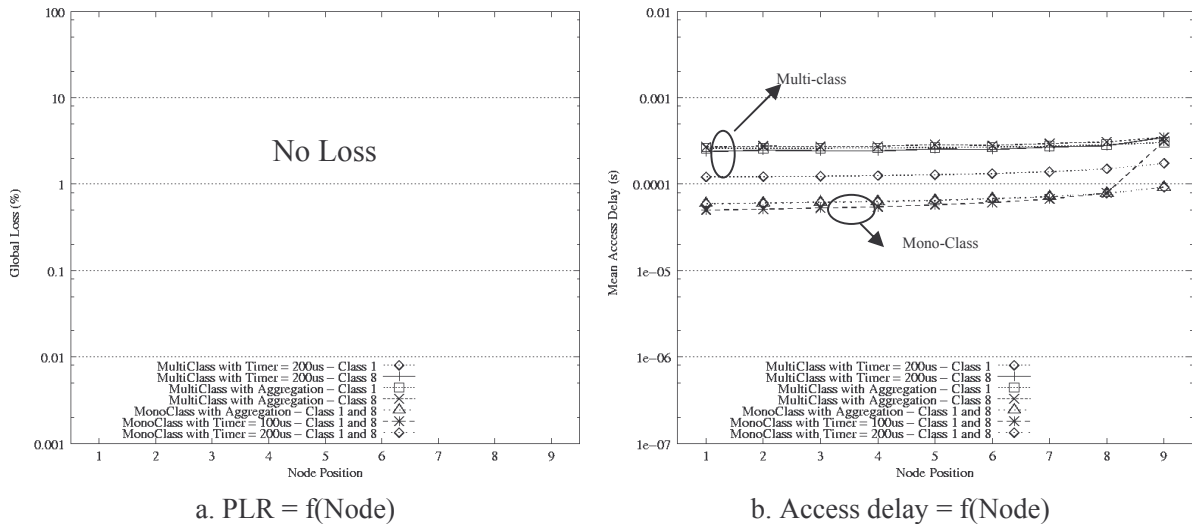 100
10
1
0.1
0.01
0.001
Global Loss (%)
No Loss
MultiClass with Timer = 200us – Class 1
MultiClass with Timer = 200us – Class 8
MultiClass with Aggregation – Class 1
MultiClass with Aggregation – Class 8
MonoClass with Aggregation – Class 1 and 8
MonoClass with Timer = 100us – Class 1 and 8
MonoClass with Timer = 200us – Class 1 and 8
1 2 3 4 5 6 7 8 9
Node Position
a. PLR = f(Node)
0.01
0.001
0.0001
1e-05
1e-06
1e-07
Mean Access Delay (s)
Multi-class
Mono-Class
MultiClass with Timer = 200us – Class 1
MultiClass with Timer = 200us – Class 8
MultiClass with Aggregation – Class 1
MultiClass with Aggregation – Class 8
MonoClass with Aggregation – Class 1 and 8
MonoClass with Timer = 100us – Class 1 and 8
MonoClass with Timer = 200us – Class 1 and 8
1 2 3 4 5 6 7 8 9
Node Position
b. Access delay = f(Node)